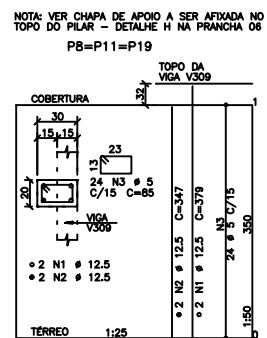 NOTA: VER CHAPA DE APOIO A SER AFIXADA NO
TOPO DO PILAR – DETALHE H NA PRANCHA 06
P8=P11=P19
TOPO DA
VIGA V309
32
COBERTURA
1
30
15 15
23
13
20
24 N3 ø 5
C/15 C=85
VIGA
V309
2 N1 ø 12.5
2 N2 ø 12.5
2 N2 ø 12.5 C=347
2 N1 ø 12.5 C=379
N3
24 ø 5 C/15
350
1:50
TÉRREO 1:25
0